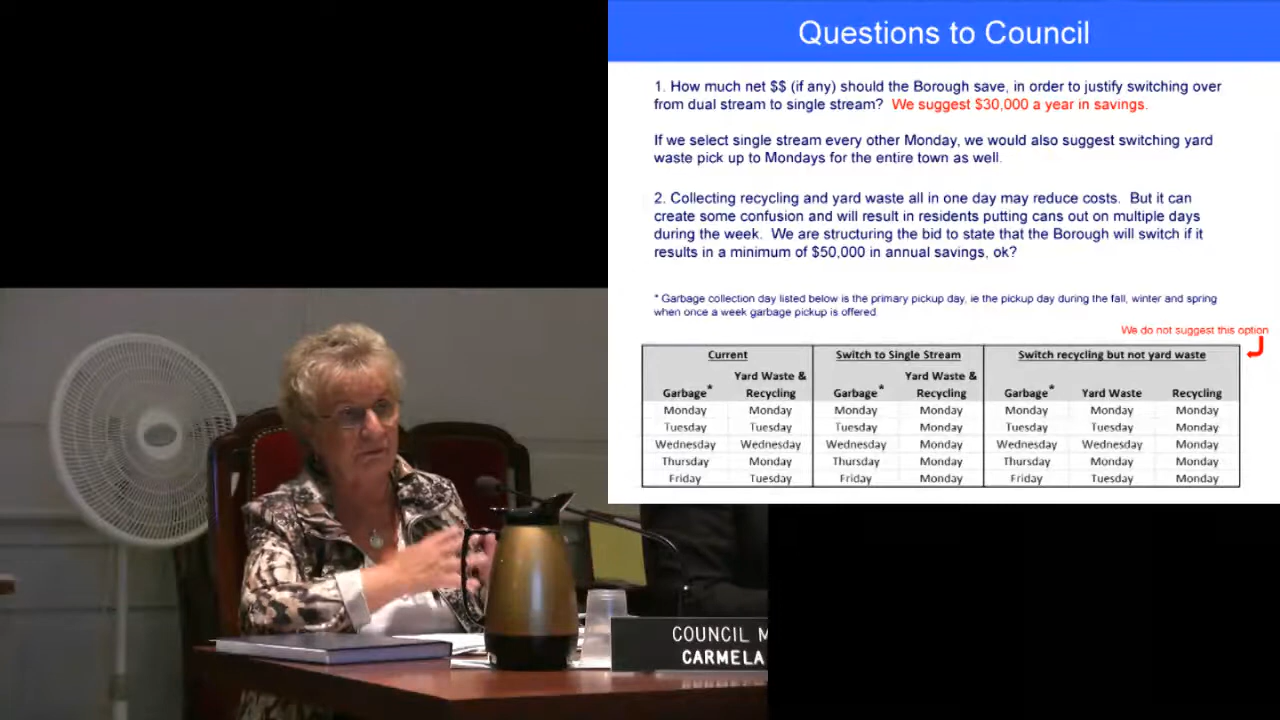 Questions to Council
1. How much net $$ (if any) should the Borough save, in order to justify switching over
from dual stream to single stream? We suggest $30,000 a year in savings.
If we select single stream every other Monday, we would also suggest switching yard
waste pick up to Mondays for the entire town as well.
2. Collecting recycling and yard waste all in one day may reduce costs. But it can
create some confusion and will result in residents putting cans out on multiple days
during the week. We are structuring the bid to state that the Borough will switch if it
results in a minimum of $50,000 in annual savings, ok?
* Garbage collection day listed below is the primary pickup day, ie the pickup day during the fall, winter and spring
when once a week garbage pickup is offered
We do not suggest this option
Current Switch to Single Stream Switch recycling but not yard waste
Yard Waste & Yard Waste &
Garbage* Recycling Garbage* Recycling Garbage* Yard Waste Recycling
Monday Monday Monday Monday Monday Monday Monday
Tuesday Tuesday Tuesday Monday Tuesday Tuesday Monday
Wednesday Wednesday Wednesday Monday Wednesday Wednesday Monday
Thursday Monday Thursday Monday Thursday Monday Monday
Friday Tuesday Friday Monday Friday Tuesday Monday
COUNCIL M
CARMELA